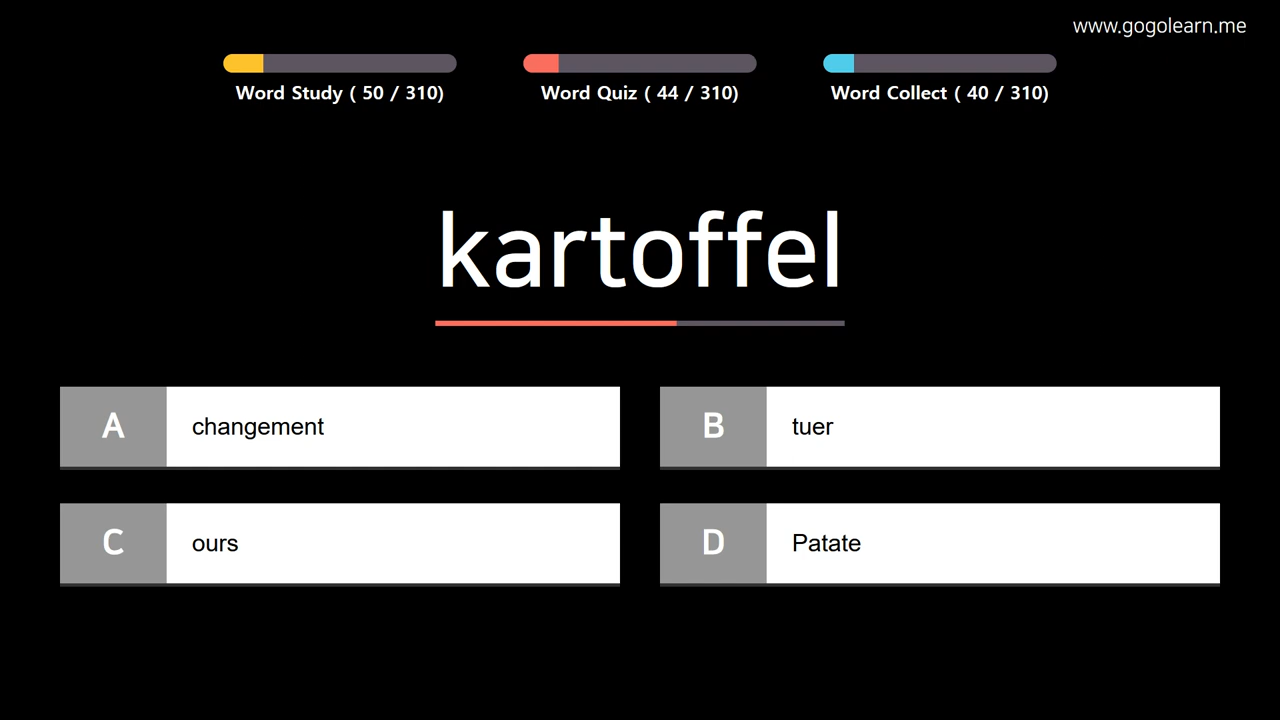 www.gogolearn.me
Word Study ( 50 / 310)
Word Quiz ( 44 / 310)
Word Collect ( 40 / 310)
kartoffel
A changement
B tuer
C ours
D Patate